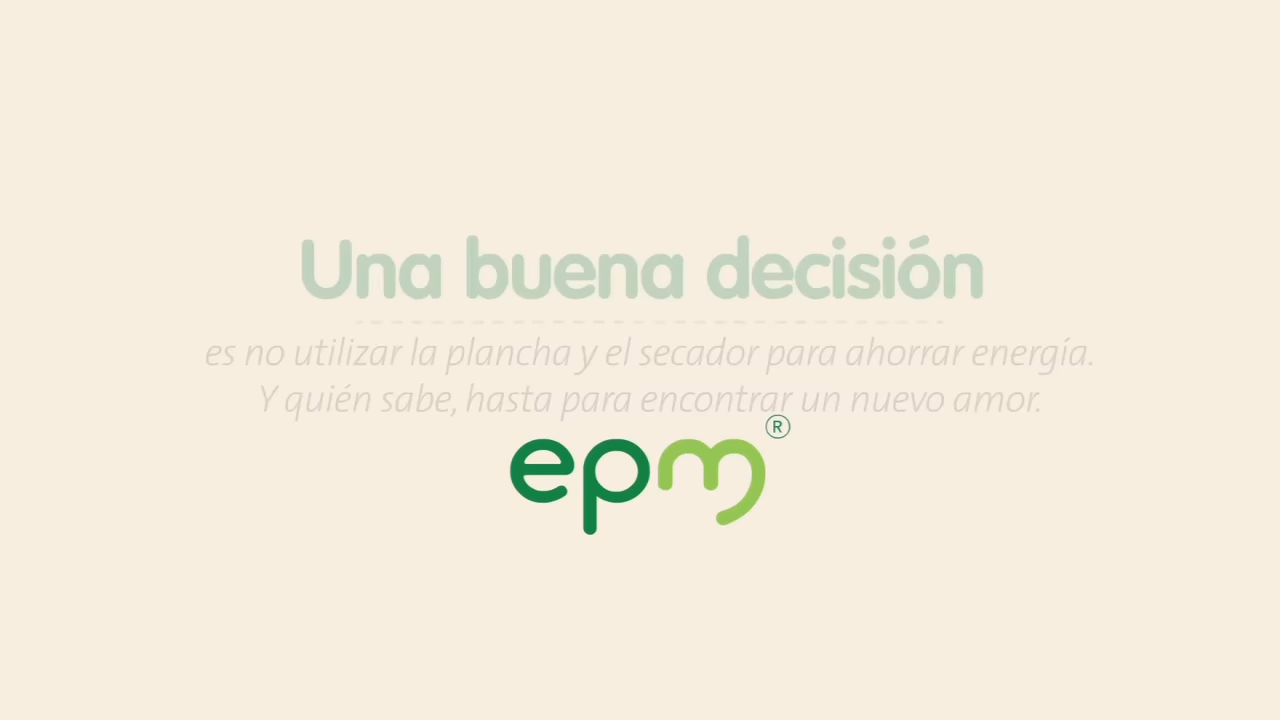 Una buena decisión
es no utilizar la plancha y el secador para ahorrar energía.
Y quién sabe, hasta para encontrar un nuevo amor.
epm®